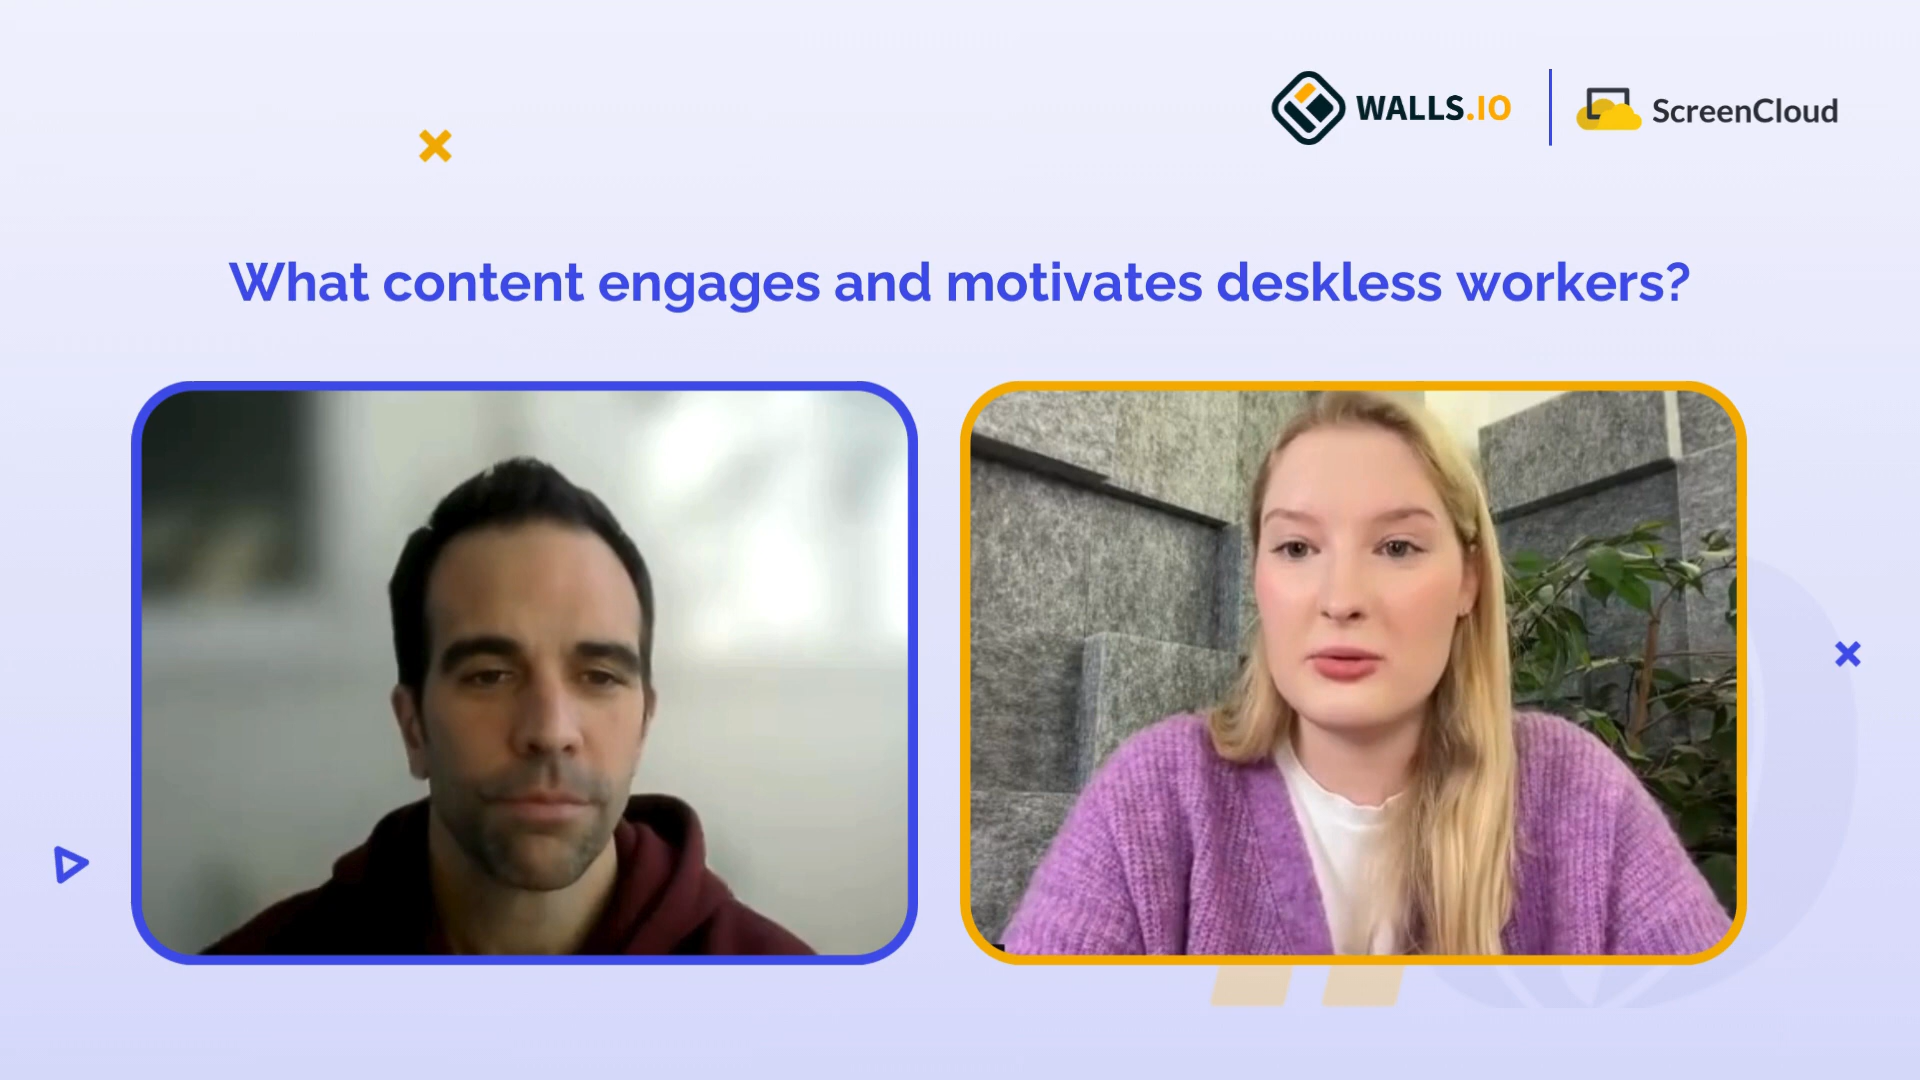 WALLS.IO
ScreenCloud
What content engages and motivates deskless workers?